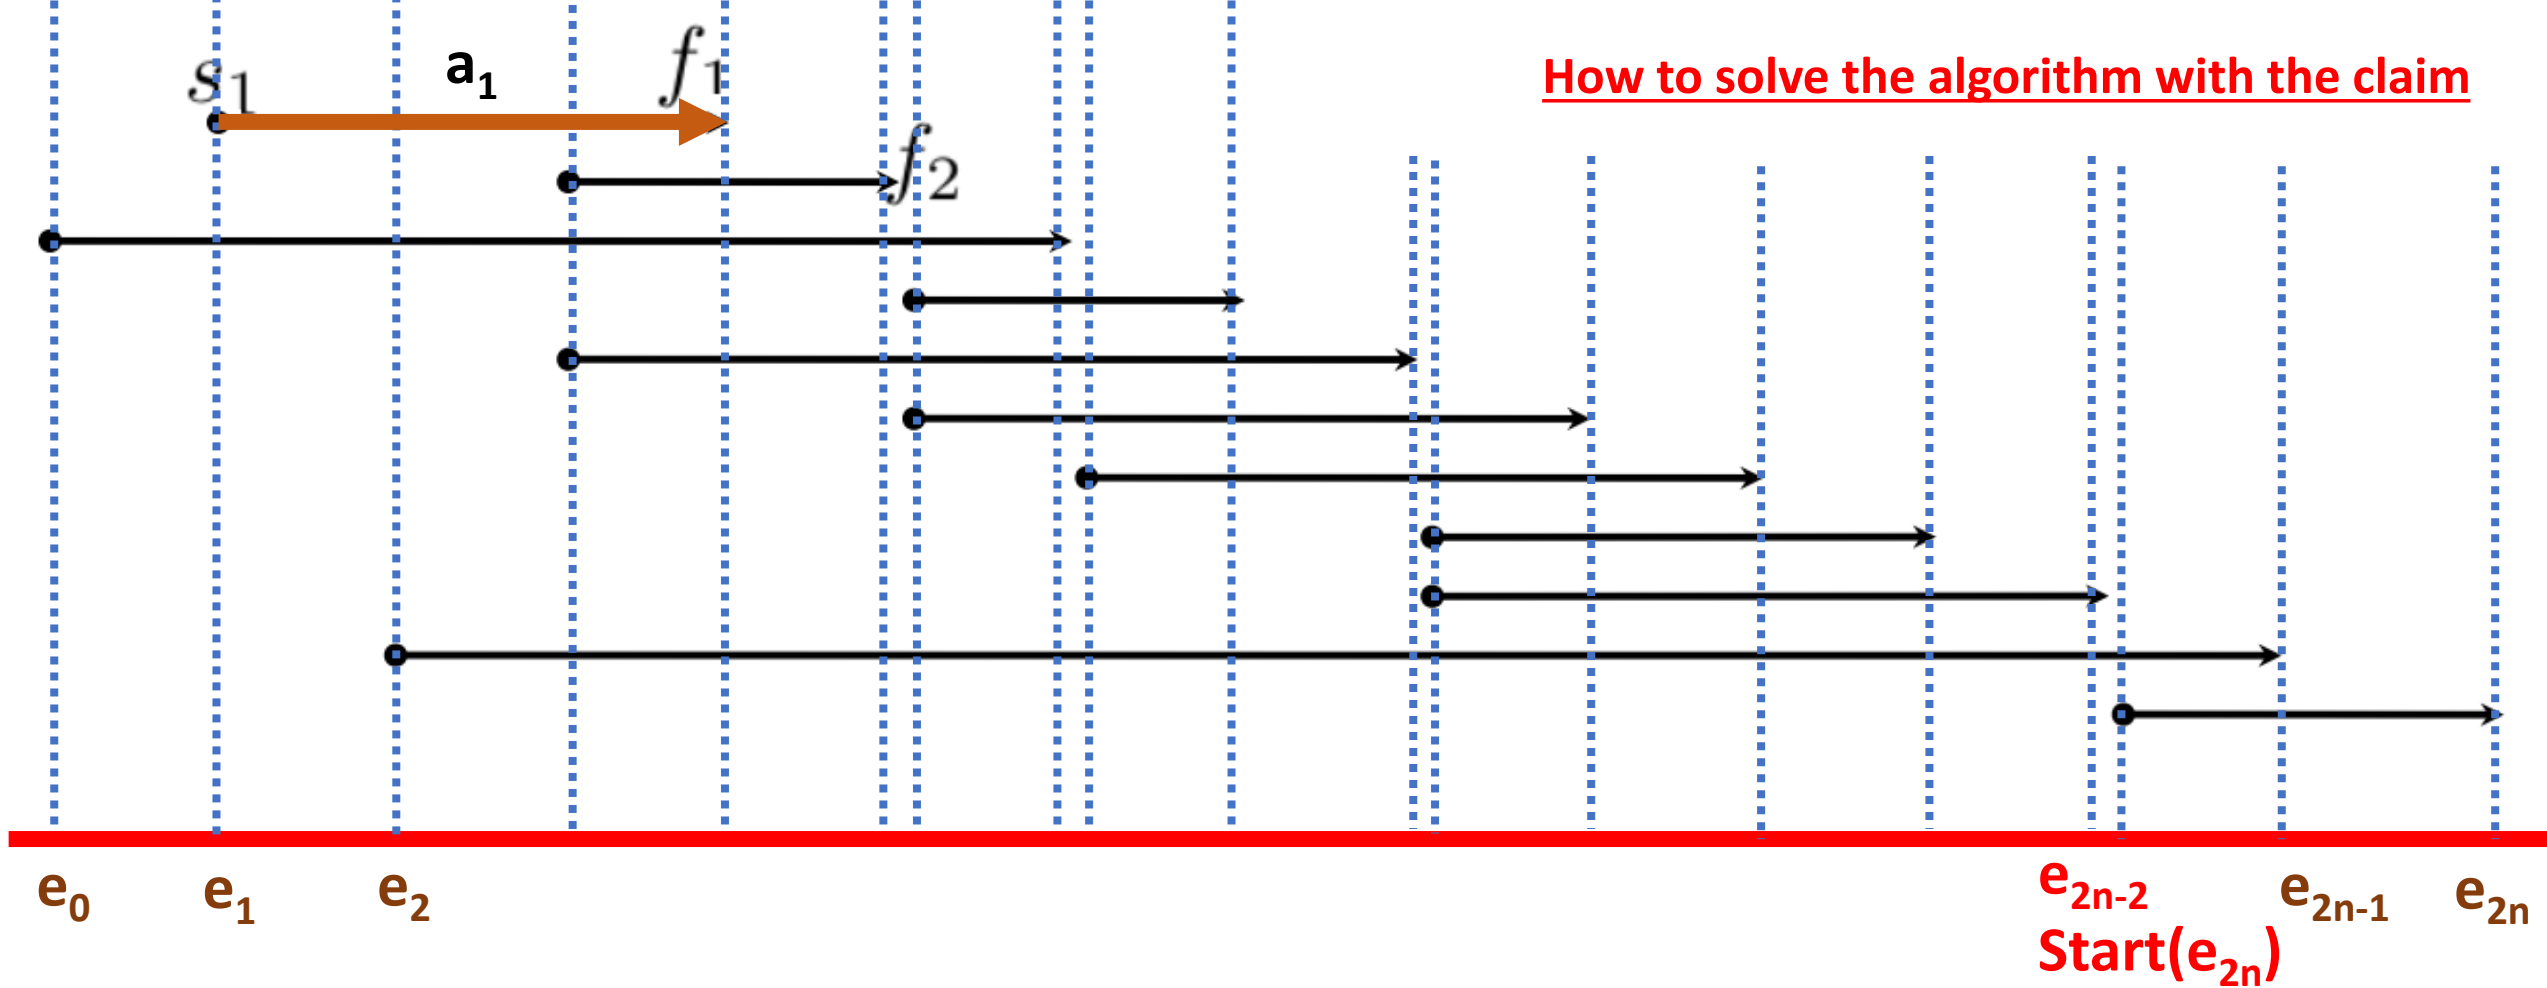 How to solve the algorithm with the claim
s₁ a₁ f₁
f₂
e₀ e₁ e₂ e₂ₙ₋₂ e₂ₙ₋₁ e₂ₙ
Start(e₂ₙ)